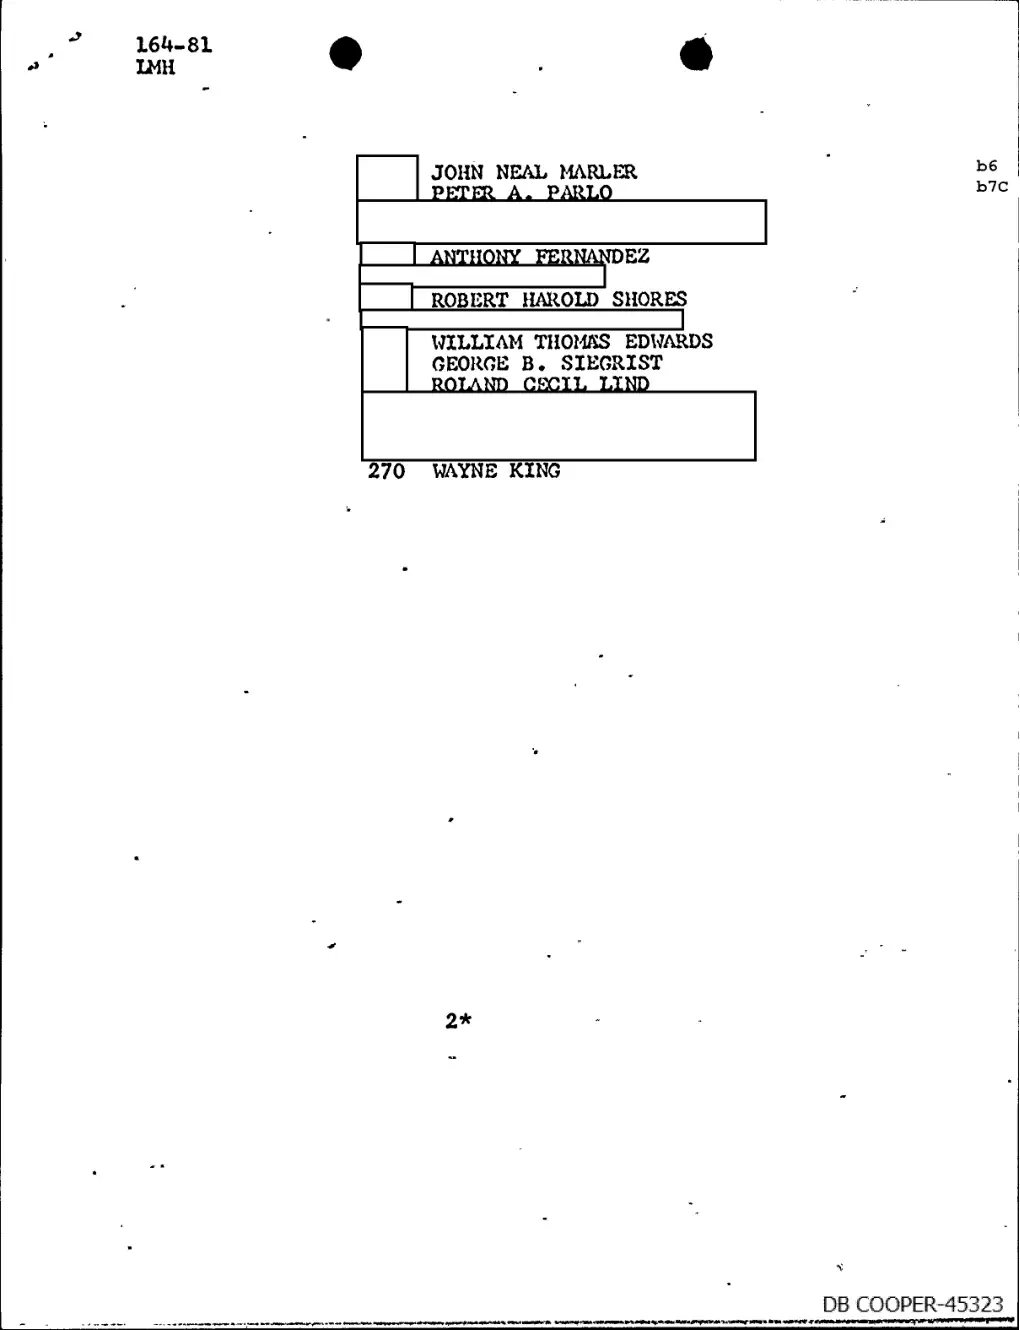 164-81
LMH
JOHN NEAL MARLER
b6
PETER A. PARLO
b7C
ANTHONY FERNANDEZ
ROBERT HAROLD SHORES
WILLIAM THOMAS EDWARDS
GEORGE B. SIEGRIST
ROLAND CECIL LIND
270 WAYNE KING
2*
DB COOPER-45323